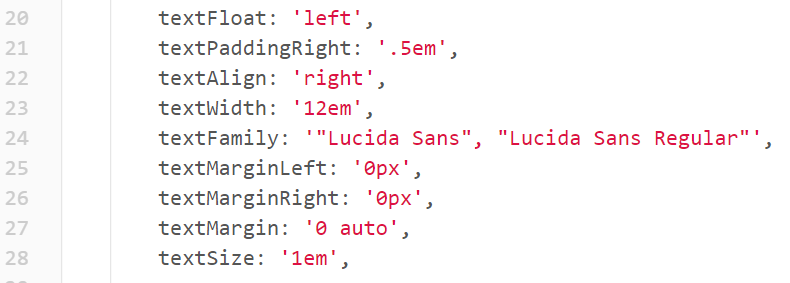 20 textFloat: 'left',
21 textPaddingRight: '.5em',
22 textAlign: 'right',
23 textWidth: '12em',
24 textFamily: '"Lucida Sans", "Lucida Sans Regular"',
25 textMarginLeft: '0px',
26 textMarginRight: '0px',
27 textMargin: '0 auto',
28 textSize: '1em',